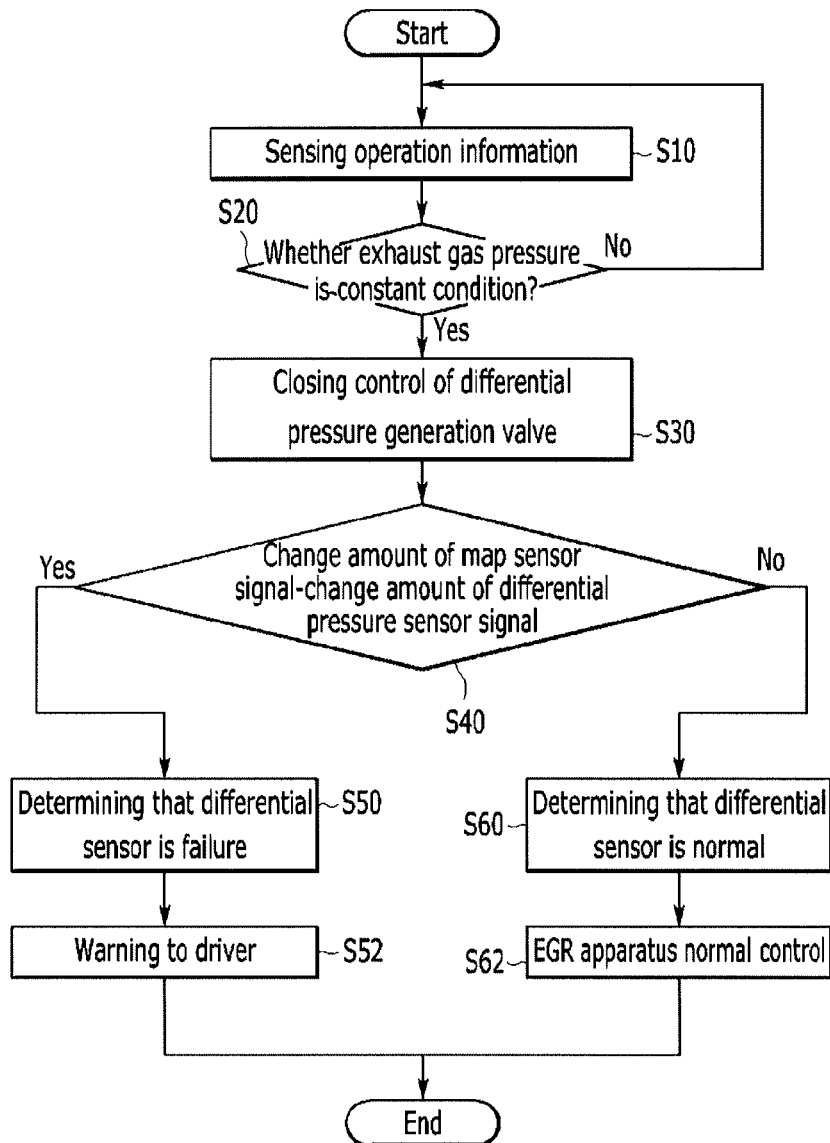 Start
Sensing operation information
S10
S20
Whether exhaust gas pressure
is constant condition?
No
Yes
Closing control of differential
pressure generation valve
S30
Yes
Change amount of map sensor
signal-change amount of differential
pressure sensor signal
No
S40
Determining that differential
sensor is failure
S50
S60
Determining that differential
sensor is normal
Warning to driver
S52
S62
EGR apparatus normal control
End